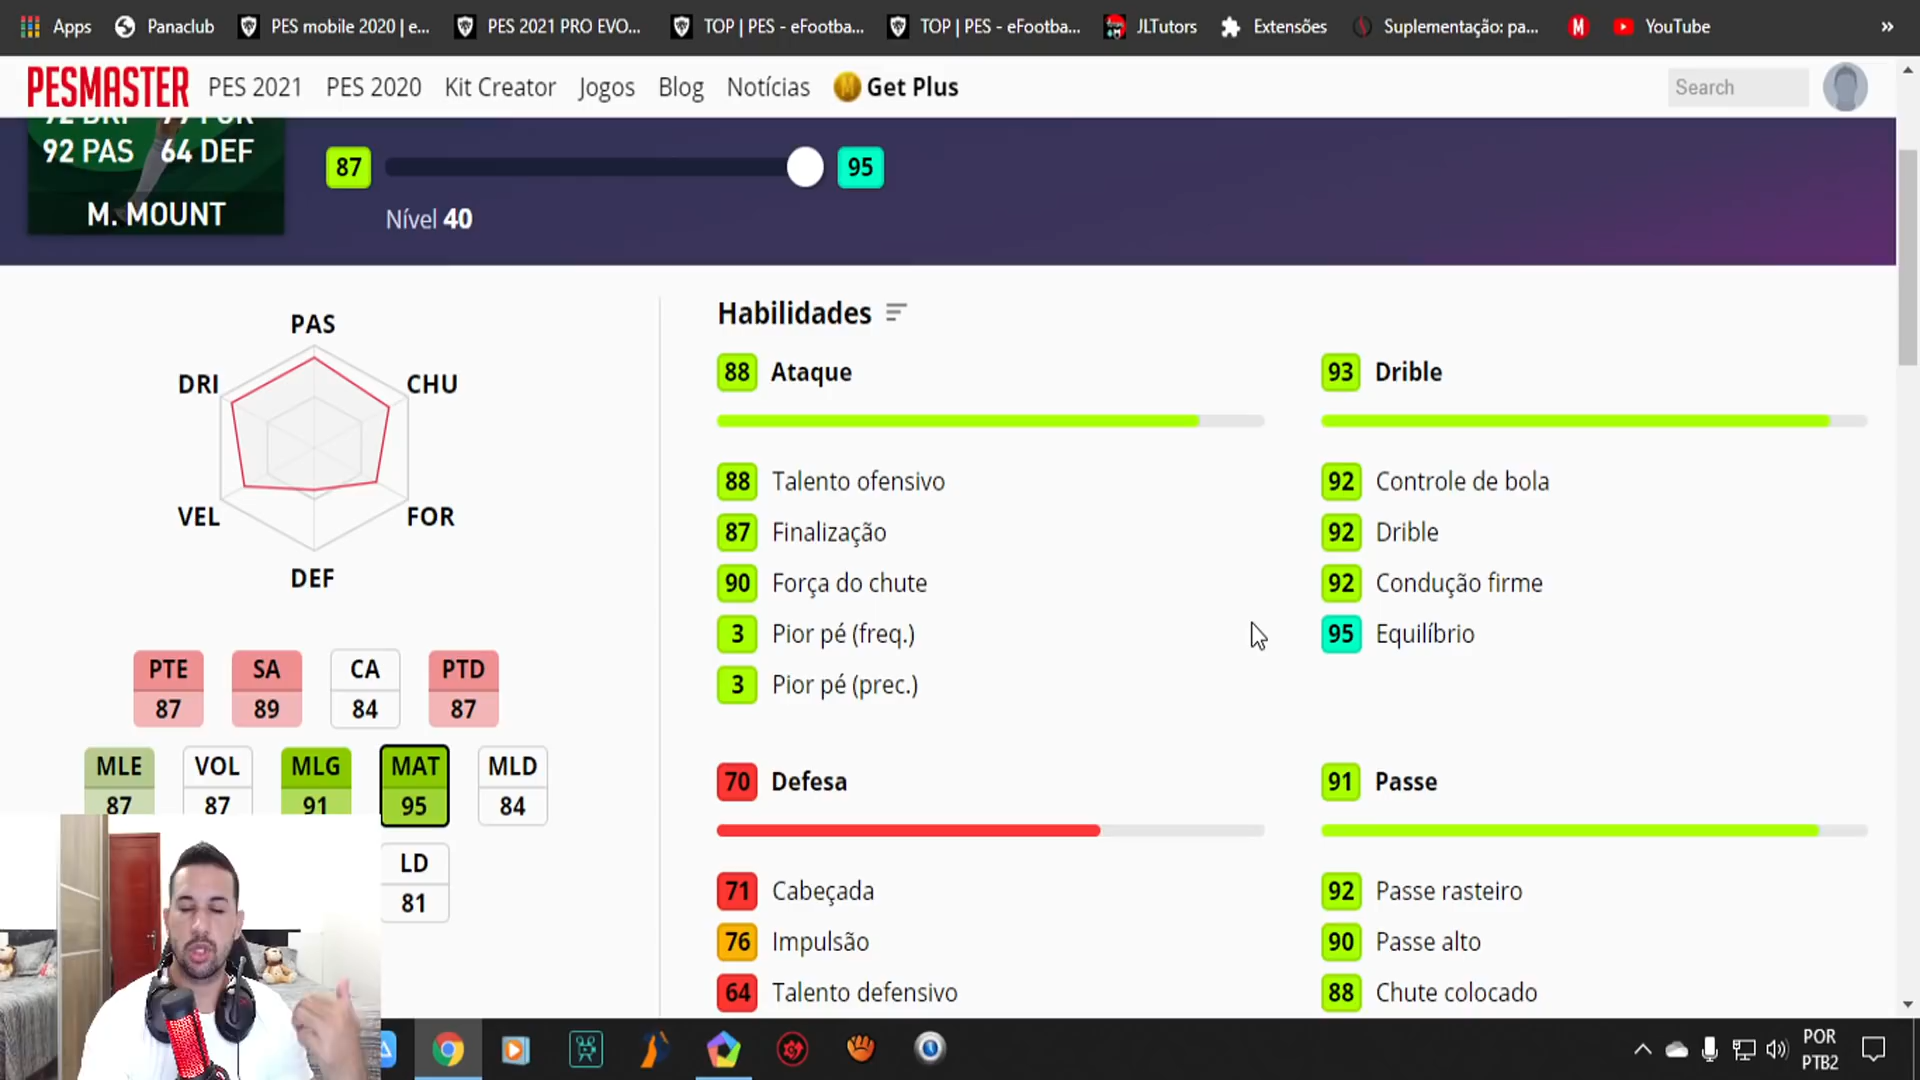 Apps
Panaclub
PES mobile 2020 | e...
PES 2021 PRO EVO...
TOP | PES - eFootba...
TOP | PES - eFootba...
JLTutors
Extensões
Suplementação: pa...
M
YouTube
»
PESMASTER
PES 2021
PES 2020
Kit Creator
Jogos
Blog
Notícias
Get Plus
Search
92 PAS 64 DEF
M. MOUNT
87
95
Nível 40
PAS
DRI
CHU
VEL
FOR
DEF
PTE
SA
CA
PTD
87
89
84
87
MLE
VOL
MLG
MAT
MLD
87
87
91
95
84
LD
81
Habilidades
88 Ataque
88 Talento ofensivo
87 Finalização
90 Força do chute
3 Pior pé (freq.)
3 Pior pé (prec.)
93 Drible
92 Controle de bola
92 Drible
92 Condução firme
95 Equilíbrio
70 Defesa
71 Cabeçada
76 Impulsão
64 Talento defensivo
91 Passe
92 Passe rasteiro
90 Passe alto
88 Chute colocado
POR
PTB2